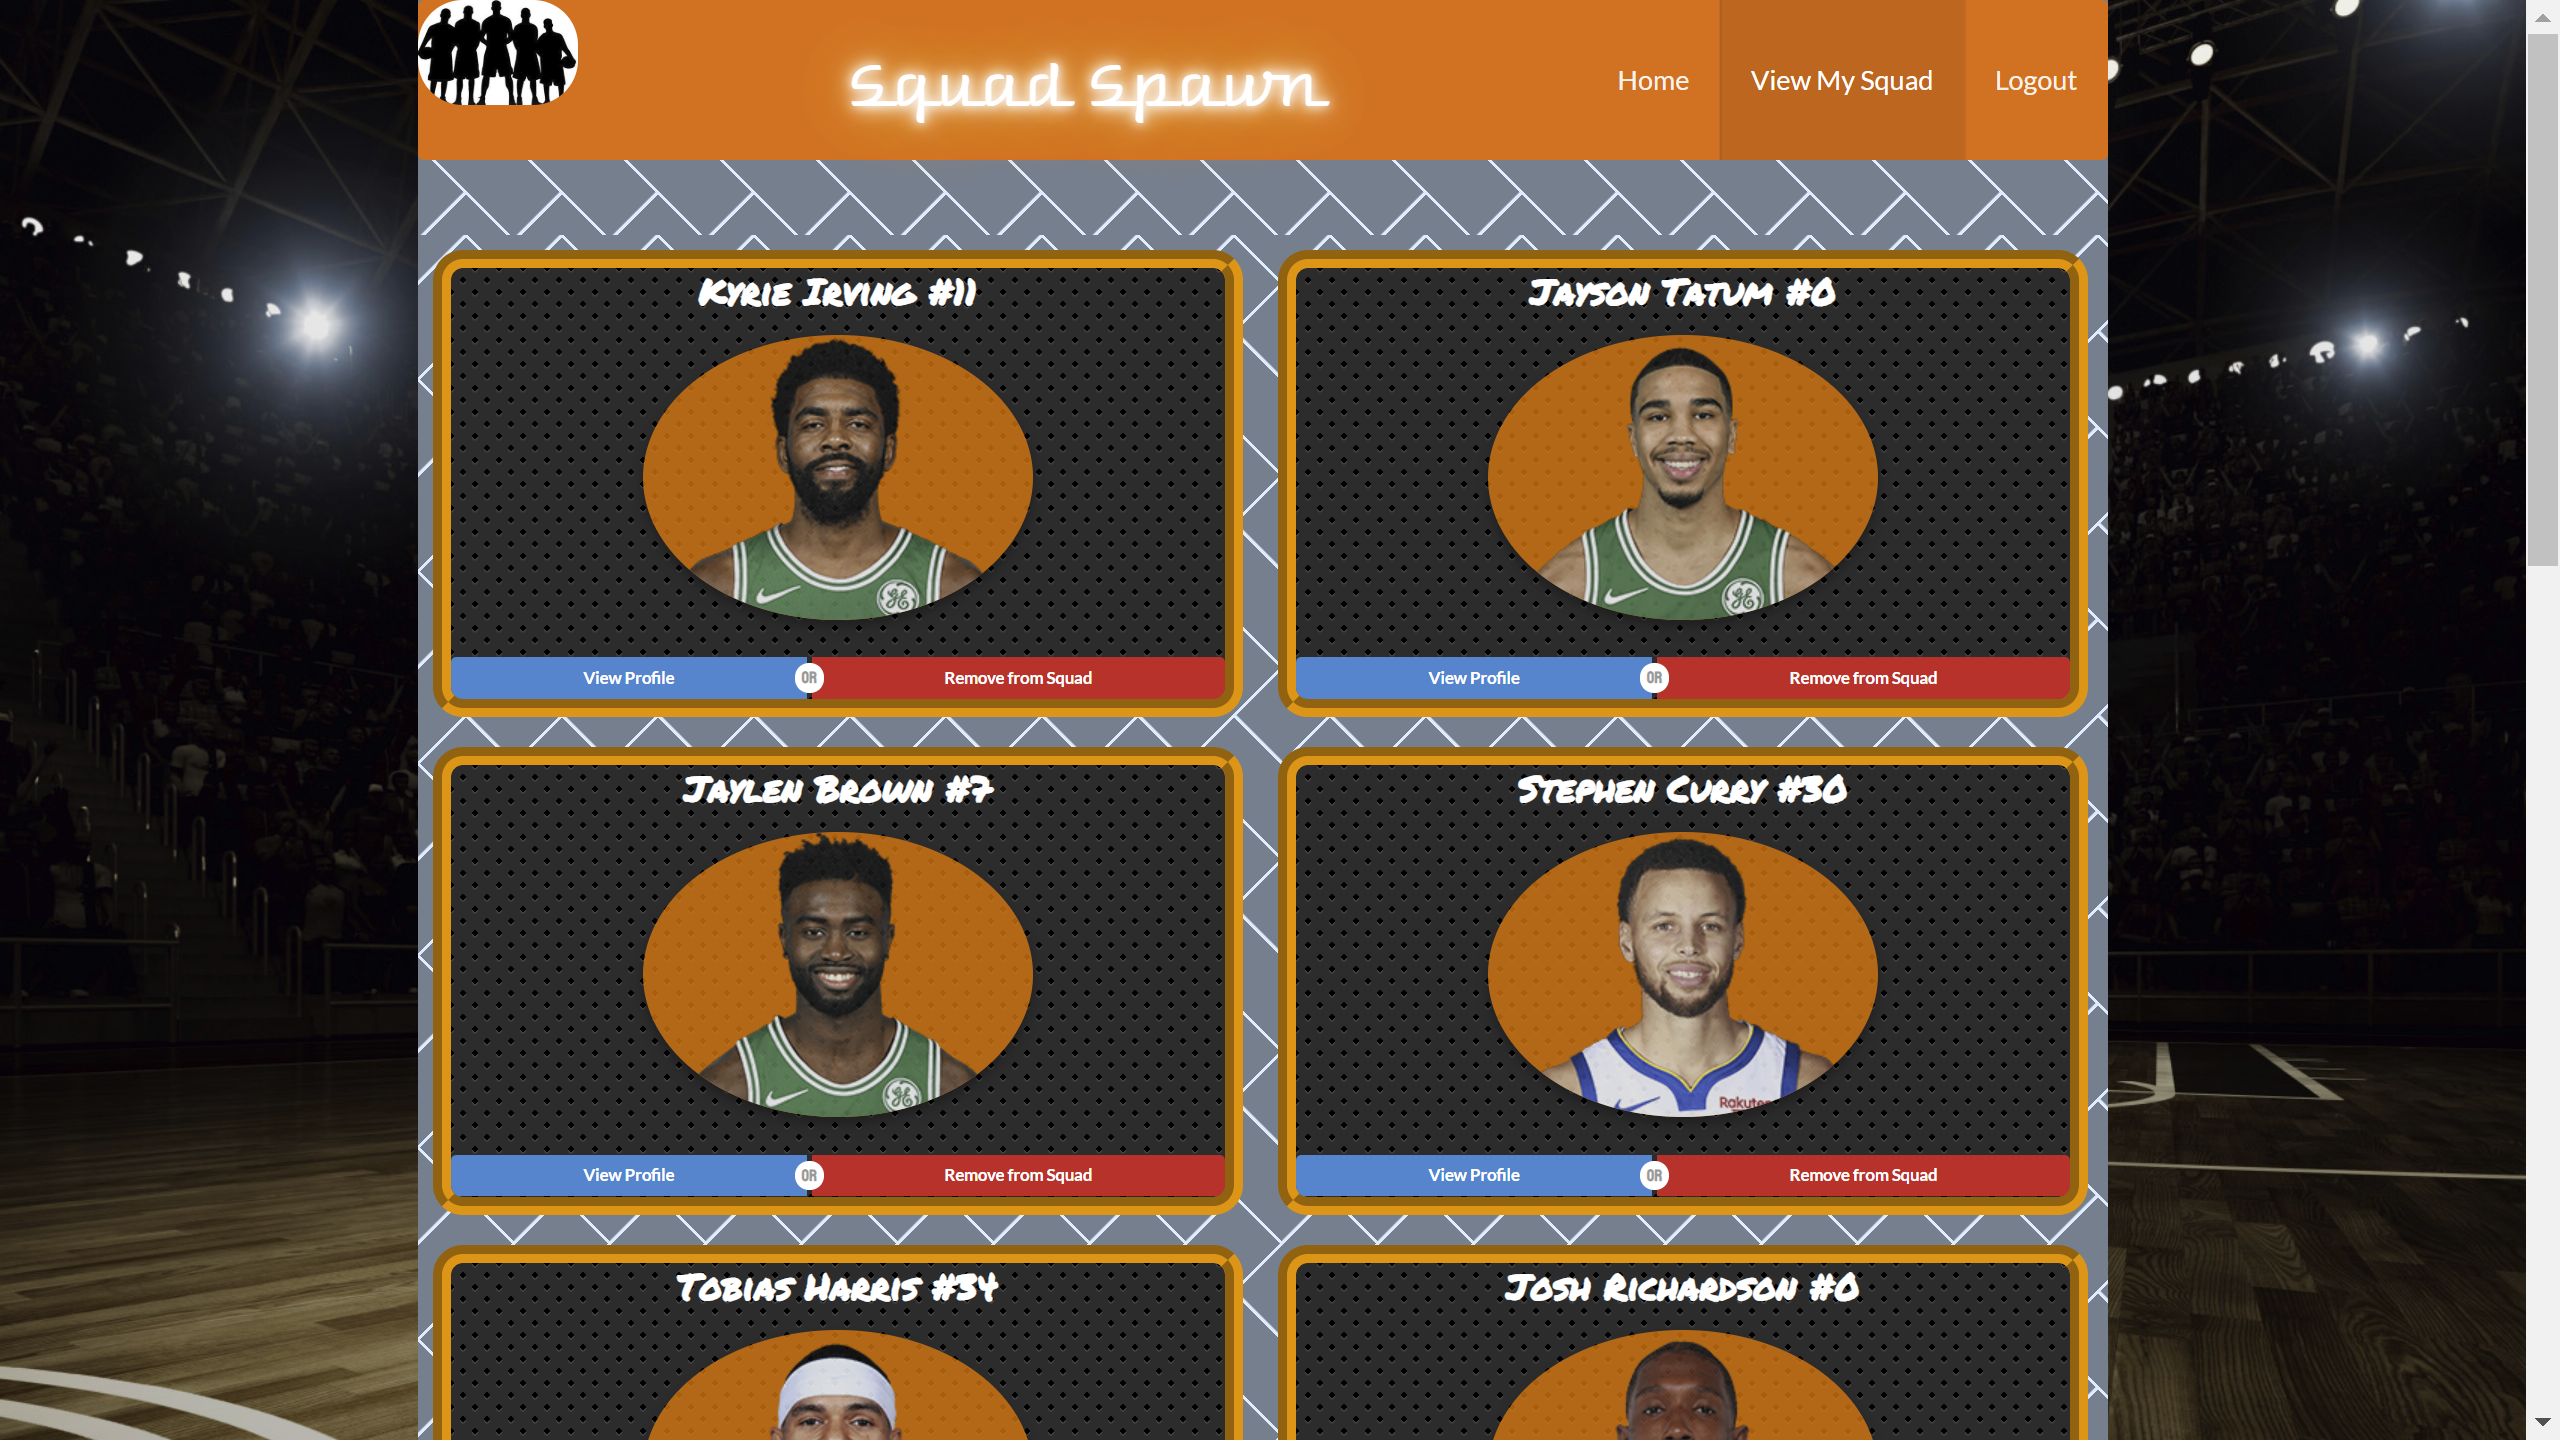 Squad Spawn
Home
View My Squad
Logout
Kyrie Irving #11
Jayson Tatum #0
View Profile
OR
Remove from Squad
View Profile
OR
Remove from Squad
Jaylen Brown #7
Stephen Curry #30
Rakuten
View Profile
OR
Remove from Squad
View Profile
OR
Remove from Squad
Tobias Harris #34
Josh Richardson #0